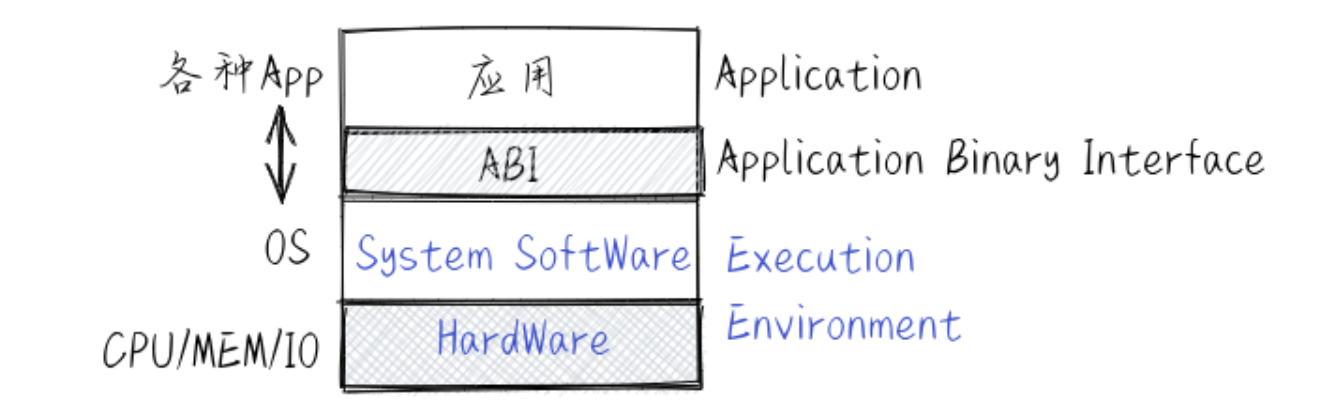 各种App 应用 Application
ABI Application Binary Interface
OS System SoftWare Execution
CPU/MEM/IO HardWare Environment